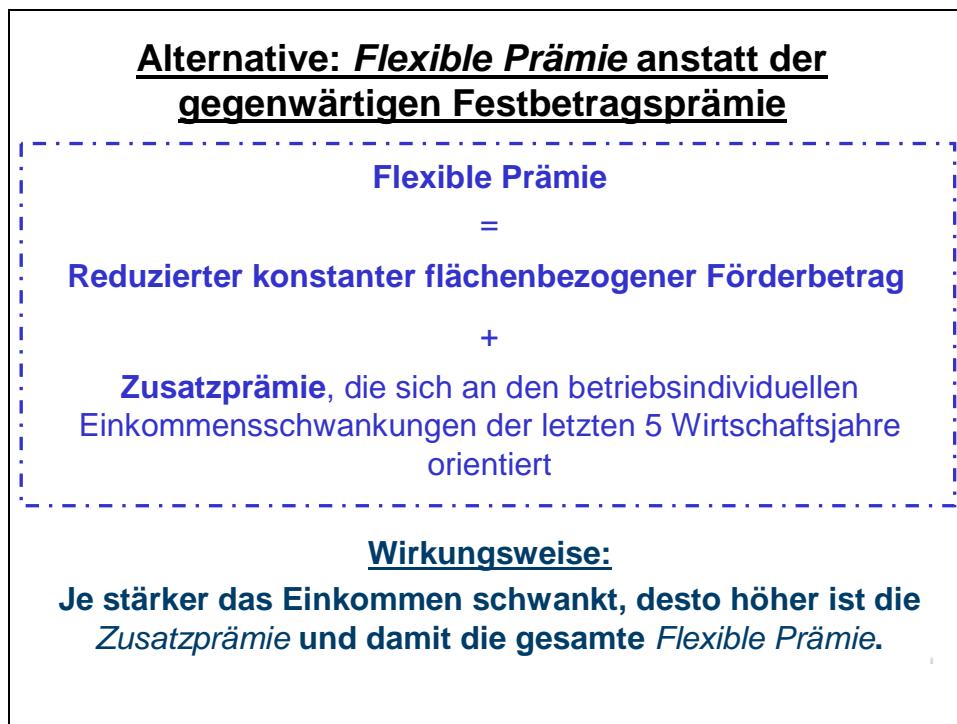 Alternative: Flexible Prämie anstatt der
gegenwärtigen Festbetragsprämie
Flexible Prämie
=
Reduzierter konstanter flächenbezogener Förderbetrag
+
Zusatzprämie, die sich an den betriebsindividuellen
Einkommensschwankungen der letzten 5 Wirtschaftsjahre
orientiert
Wirkungsweise:
Je stärker das Einkommen schwankt, desto höher ist die
Zusatzprämie und damit die gesamte Flexible Prämie.